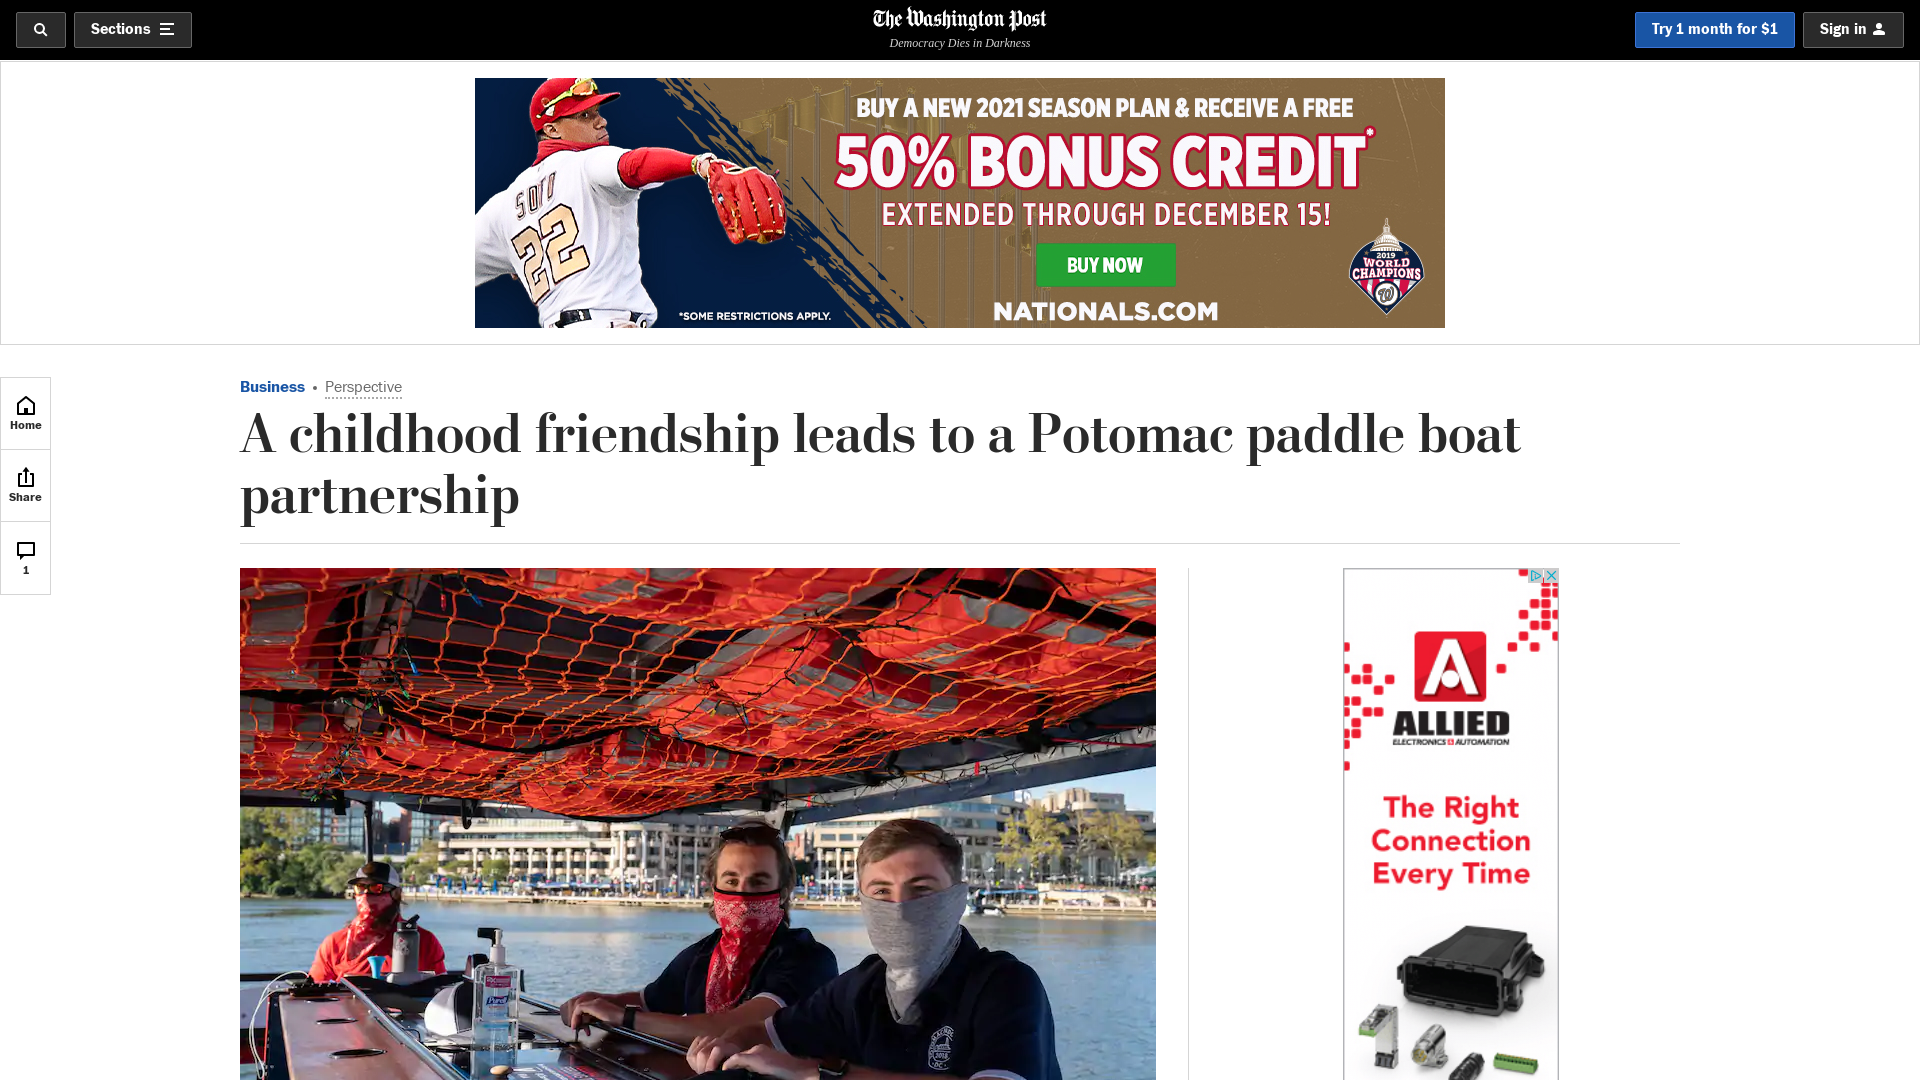 Sections
The Washington Post
Democracy Dies in Darkness
Try 1 month for $1
Sign in
BUY A NEW 2021 SEASON PLAN & RECEIVE A FREE
50% BONUS CREDIT*
EXTENDED THROUGH DECEMBER 15!
BUY NOW
NATIONALS.COM
*SOME RESTRICTIONS APPLY.
22
2019
WORLD
CHAMPIONS
W
Home
Share
1
Business • Perspective
A childhood friendship leads to a Potomac paddle boat
partnership
Purell
A
ALLIED
ELECTRONICS & AUTOMATION
The Right
Connection
Every Time